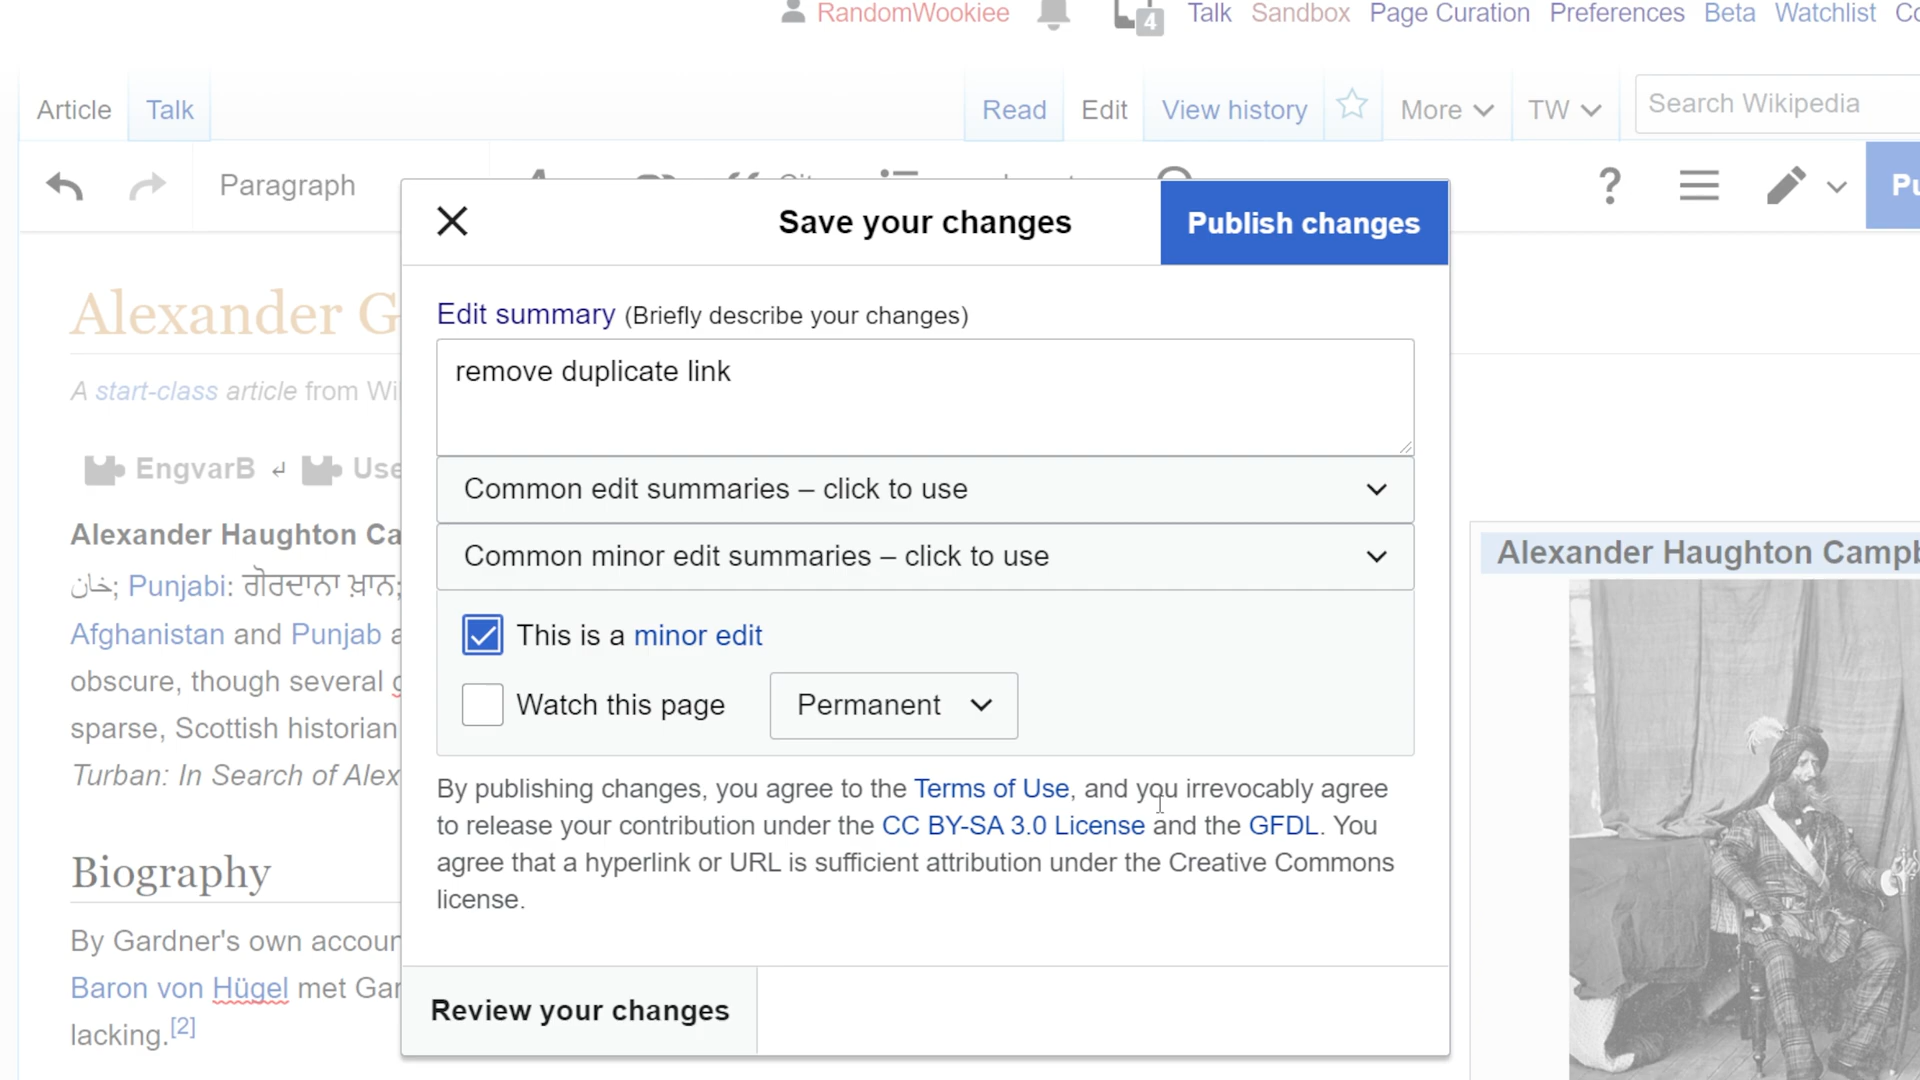 RandomWookiee 4 Talk Sandbox Page Curation Preferences Beta Watchlist Co
Article Talk Read Edit View history More TW Search Wikipedia
Paragraph ? Pu
Save your changes Publish changes
Edit summary (Briefly describe your changes)
remove duplicate link
Common edit summaries – click to use
Common minor edit summaries – click to use
This is a minor edit
Watch this page Permanent
By publishing changes, you agree to the Terms of Use, and you irrevocably agree
to release your contribution under the CC BY-SA 3.0 License and the GFDL. You
agree that a hyperlink or URL is sufficient attribution under the Creative Commons
license.
Review your changes
Alexander G
A start-class article from Wi
EngvarB Use
Alexander Haughton Ca
خان; Punjabi: ਗੋਰਦਾਨਾ ਖ਼ਾਨ;
Afghanistan and Punjab a
obscure, though several g
sparse, Scottish historian
Turban: In Search of Alex
Biography
By Gardner's own accour
Baron von Hügel met Gar
lacking.[2]
Alexander Haughton Campb